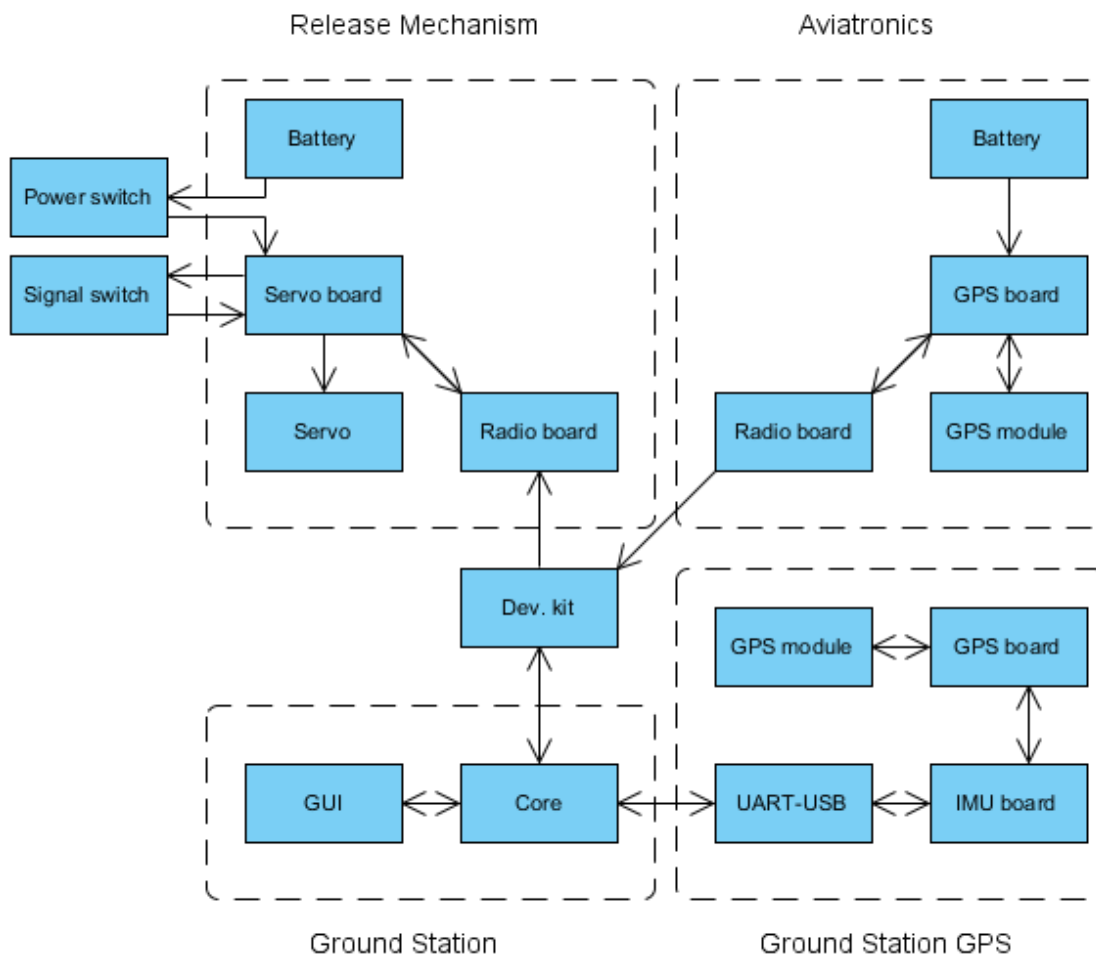 Release Mechanism
Aviatronics
Battery
Battery
Power switch
Signal switch
Servo board
GPS board
Servo
Radio board
Radio board
GPS module
Dev. kit
GPS module
GPS board
GUI
Core
UART-USB
IMU board
Ground Station
Ground Station GPS